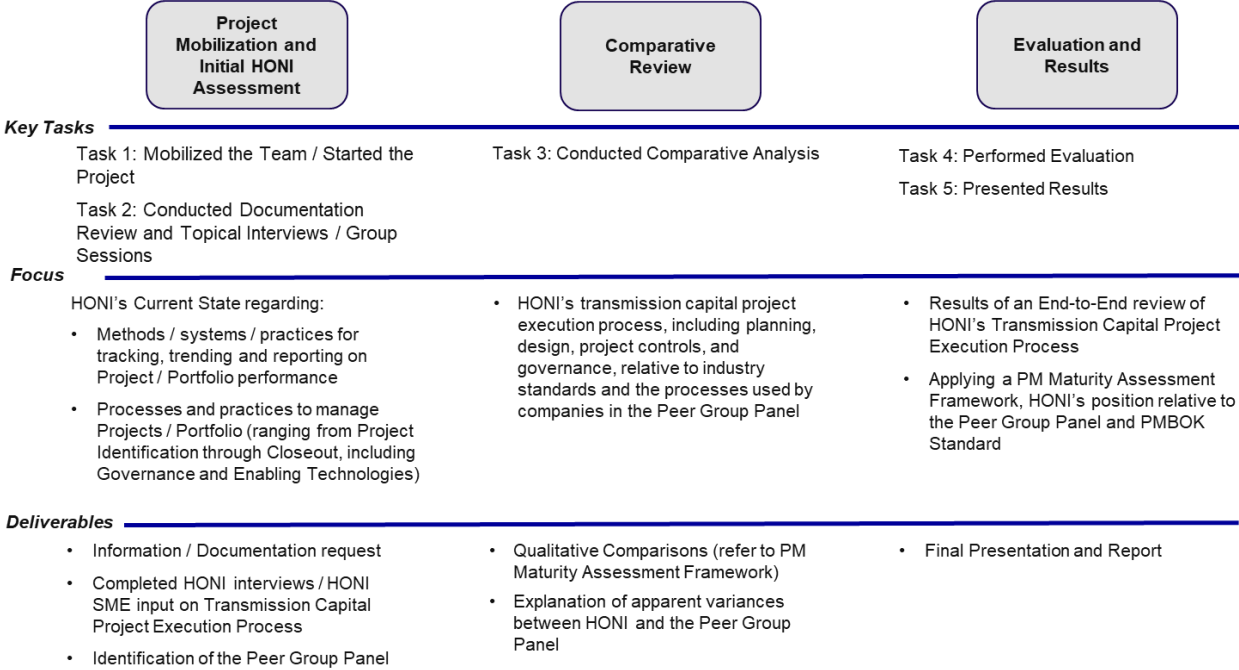 Project
Mobilization and
Initial HONI
Assessment
Comparative
Review
Evaluation and
Results
Key Tasks
Task 1: Mobilized the Team / Started the
Project
Task 2: Conducted Documentation
Review and Topical Interviews / Group
Sessions
Task 3: Conducted Comparative Analysis
Task 4: Performed Evaluation
Task 5: Presented Results
Focus
HONI's Current State regarding:
• Methods / systems / practices for
tracking, trending and reporting on
Project / Portfolio performance
• Processes and practices to manage
Projects / Portfolio (ranging from Project
Identification through Closeout, including
Governance and Enabling Technologies)
• HONI's transmission capital project
execution process, including planning,
design, project controls, and
governance, relative to industry
standards and the processes used by
companies in the Peer Group Panel
• Results of an End-to-End review of
HONI's Transmission Capital Project
Execution Process
• Applying a PM Maturity Assessment
Framework, HONI's position relative to
the Peer Group Panel and PMBOK
Standard
Deliverables
• Information / Documentation request
• Completed HONI interviews / HONI
SME input on Transmission Capital
Project Execution Process
• Identification of the Peer Group Panel
• Qualitative Comparisons (refer to PM
Maturity Assessment Framework)
• Explanation of apparent variances
between HONI and the Peer Group
Panel
• Final Presentation and Report